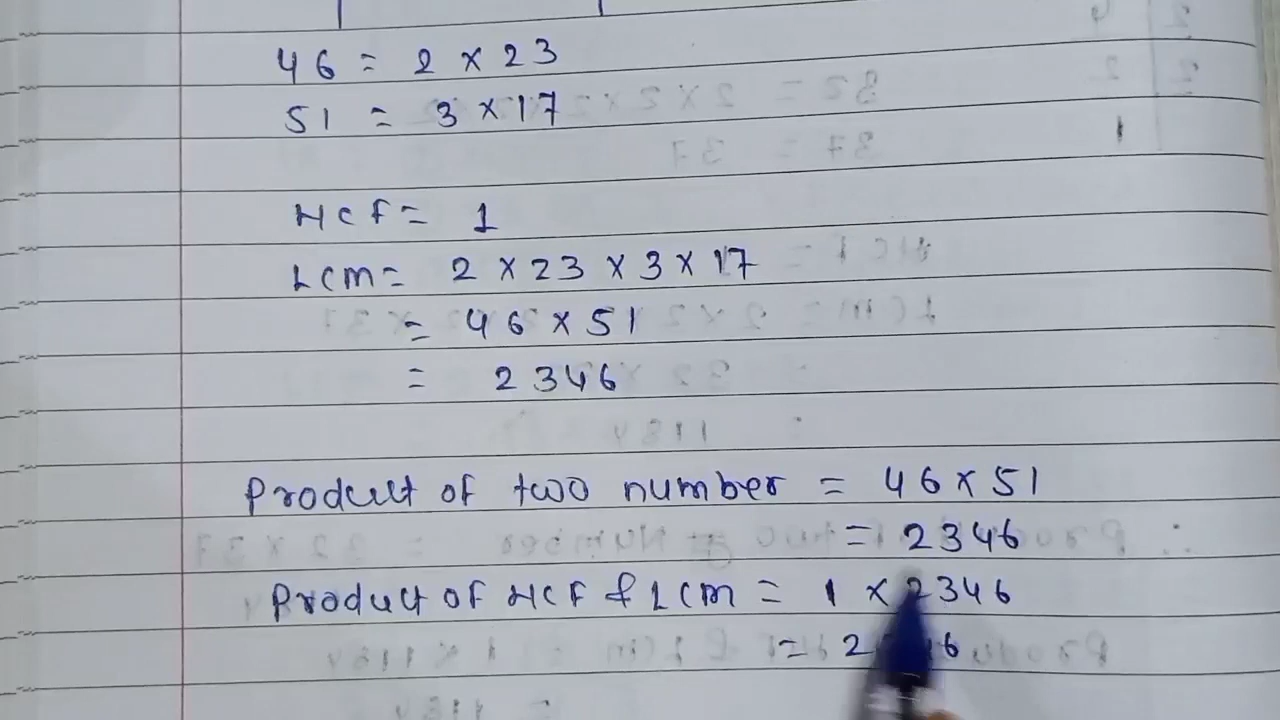 46 = 2 × 23
51 = 3 × 17
HCF = 1
LCM = 2 × 23 × 3 × 17
= 46 × 51
= 2346
Product of two number = 46 × 51
= 2346
Product of HCF & LCM = 1 × 2346